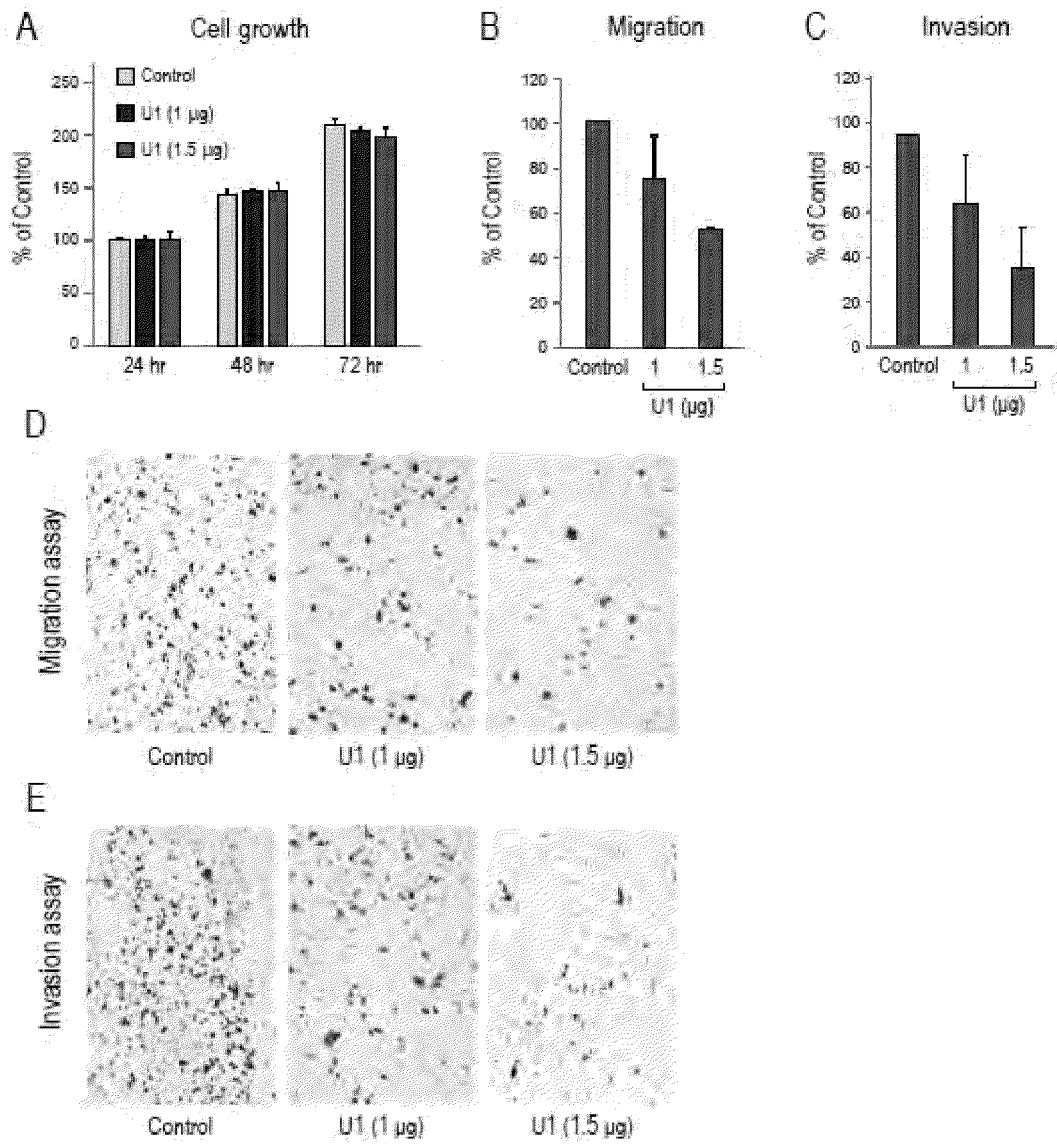 A Cell growth
% of Control
250
200
150
100
50
0
Control
U1 (1 µg)
U1 (1.5 µg)
24 hr 48 hr 72 hr
B Migration
% of Control
120
100
80
60
40
20
0
Control 1 1.5
U1 (µg)
C Invasion
% of Control
120
100
80
60
40
20
0
Control 1 1.5
U1 (µg)
D
Migration assay
Control U1 (1 µg) U1 (1.5 µg)
E
Invasion assay
Control U1 (1 µg) U1 (1.5 µg)